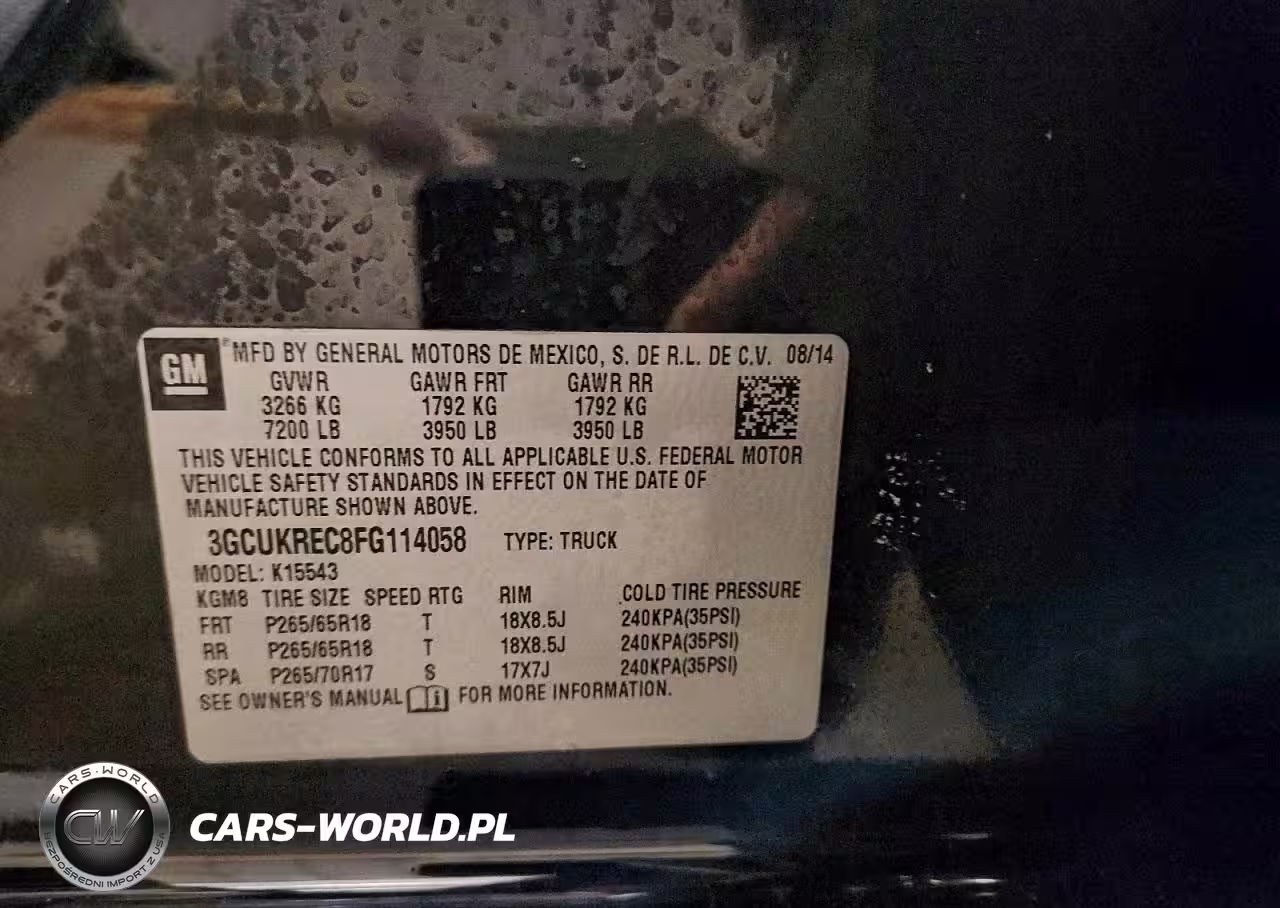 GM
® MFD BY GENERAL MOTORS DE MEXICO, S. DE R.L. DE C.V. 08/14
GVWR GAWR FRT GAWR RR
3266 KG 1792 KG 1792 KG
7200 LB 3950 LB 3950 LB
THIS VEHICLE CONFORMS TO ALL APPLICABLE U.S. FEDERAL MOTOR
VEHICLE SAFETY STANDARDS IN EFFECT ON THE DATE OF
MANUFACTURE SHOWN ABOVE.
3GCUKREC8FG114058 TYPE: TRUCK
MODEL: K15543
KGM8 TIRE SIZE SPEED RTG RIM COLD TIRE PRESSURE
FRT P265/65R18 T 18X8.5J 240KPA(35PSI)
RR P265/65R18 T 18X8.5J 240KPA(35PSI)
SPA P265/70R17 S 17X7J 240KPA(35PSI)
SEE OWNER'S MANUAL FOR MORE INFORMATION.
CARS-WORLD
CW
BEZPOŚREDNI IMPORT Z USA
CARS-WORLD.PL